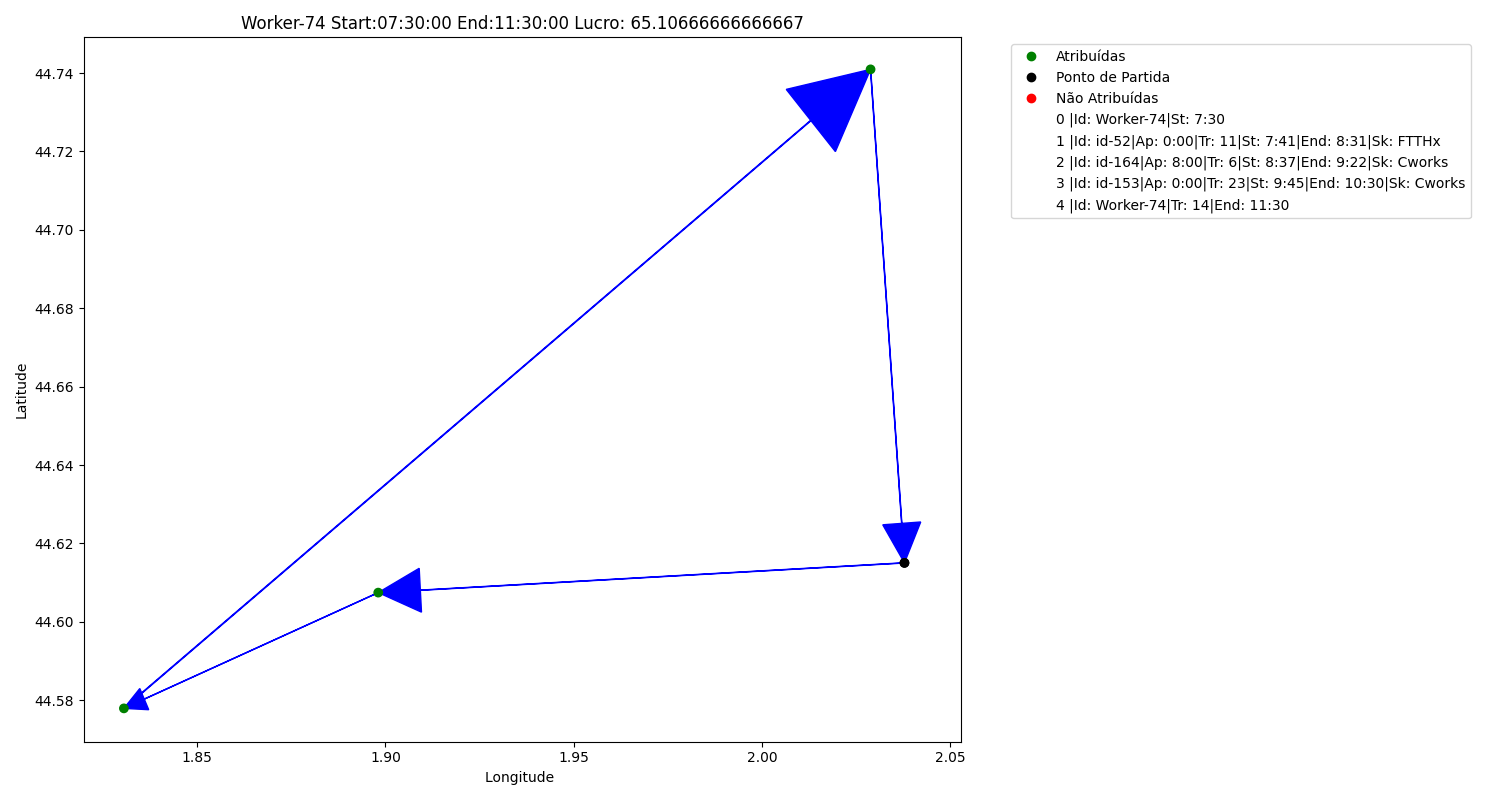 Worker-74 Start:07:30:00 End:11:30:00 Lucro: 65.10666666666667
44.74
44.72
44.70
44.68
44.66
44.64
44.62
44.60
44.58
Latitude
1.85
1.90
1.95
2.00
2.05
Longitude
Atribuídas
Ponto de Partida
Não Atribuídas
0 |Id: Worker-74|St: 7:30
1 |Id: id-52|Ap: 0:00|Tr: 11|St: 7:41|End: 8:31|Sk: FTTHx
2 |Id: id-164|Ap: 8:00|Tr: 6|St: 8:37|End: 9:22|Sk: Cworks
3 |Id: id-153|Ap: 0:00|Tr: 23|St: 9:45|End: 10:30|Sk: Cworks
4 |Id: Worker-74|Tr: 14|End: 11:30